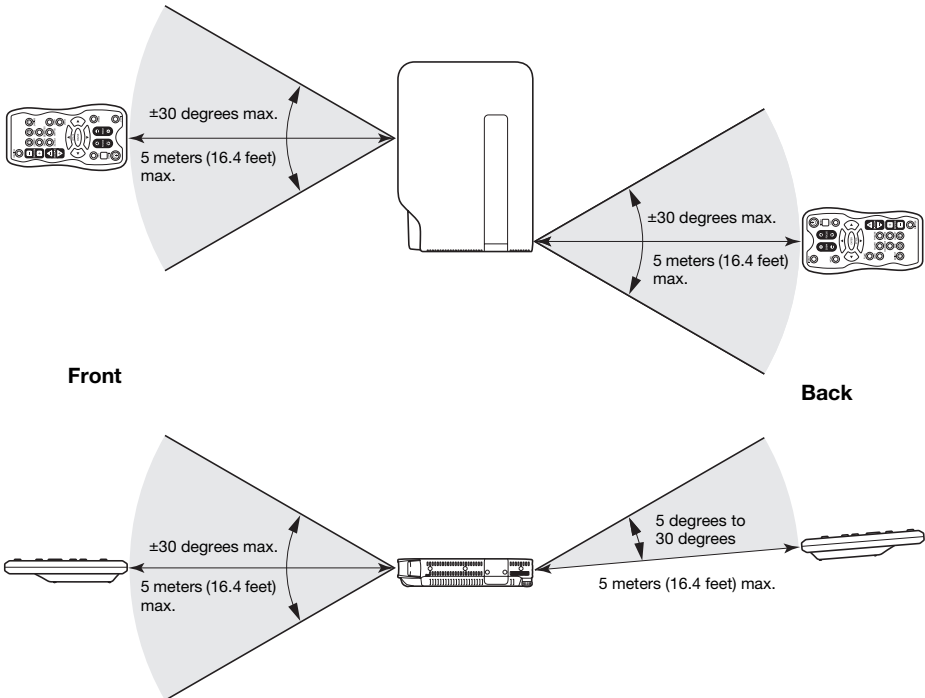 ±30 degrees max.
5 meters (16.4 feet)
max.
±30 degrees max.
5 meters (16.4 feet)
max.
Front
Back
±30 degrees max.
5 meters (16.4 feet)
max.
5 degrees to
30 degrees
5 meters (16.4 feet) max.